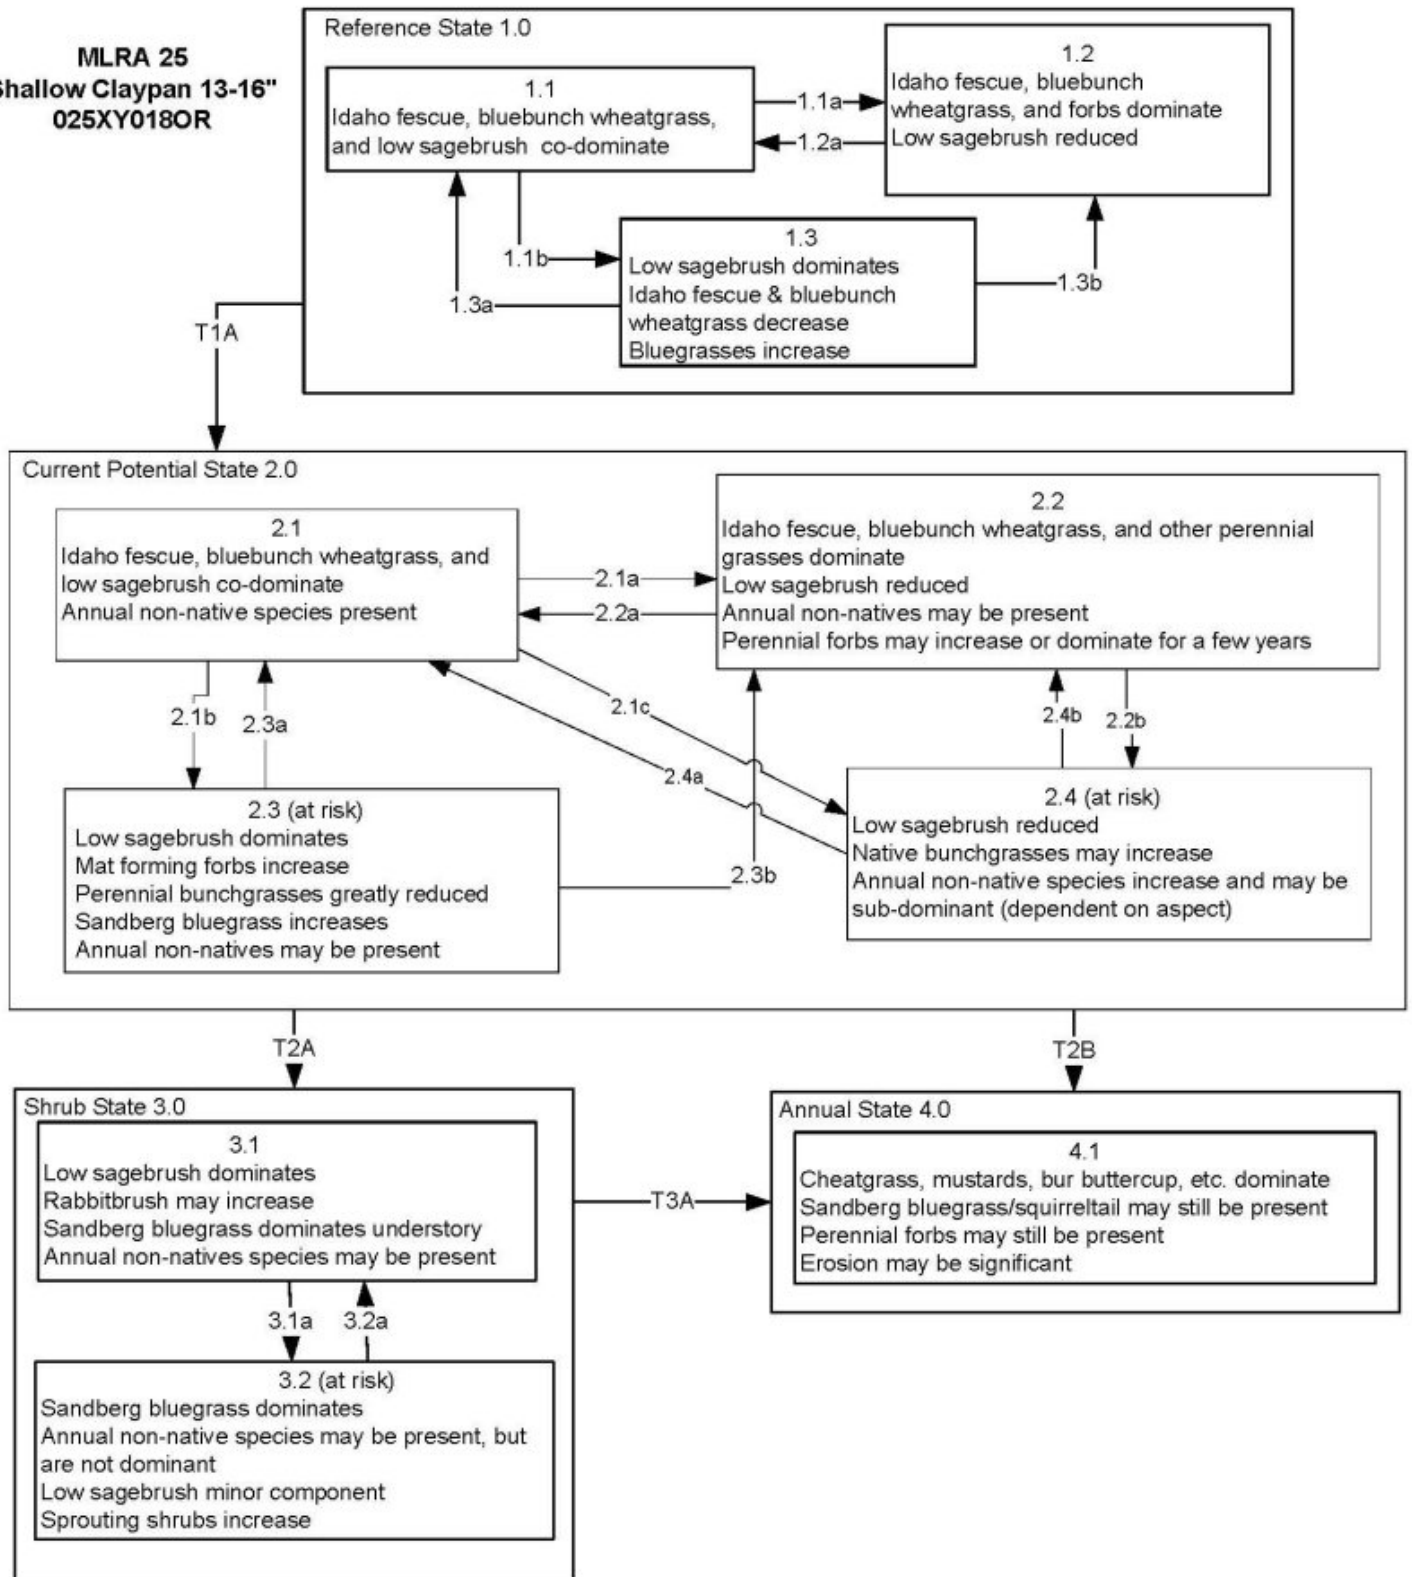 MLRA 25
Shallow Claypan 13-16"
025XY018OR
Reference State 1.0
1.1
Idaho fescue, bluebunch wheatgrass,
and low sagebrush co-dominate
1.1a
1.2a
1.2
Idaho fescue, bluebunch
wheatgrass, and forbs dominate
Low sagebrush reduced
1.1b
1.3a
1.3
Low sagebrush dominates
Idaho fescue & bluebunch
wheatgrass decrease
Bluegrasses increase
1.3b
T1A
Current Potential State 2.0
2.1
Idaho fescue, bluebunch wheatgrass, and
low sagebrush co-dominate
Annual non-native species present
2.1a
2.2a
2.2
Idaho fescue, bluebunch wheatgrass, and other perennial
grasses dominate
Low sagebrush reduced
Annual non-natives may be present
Perennial forbs may increase or dominate for a few years
2.1b
2.3a
2.1c
2.4a
2.4b
2.2b
2.3 (at risk)
Low sagebrush dominates
Mat forming forbs increase
Perennial bunchgrasses greatly reduced
Sandberg bluegrass increases
Annual non-natives may be present
2.3b
2.4 (at risk)
Low sagebrush reduced
Native bunchgrasses may increase
Annual non-native species increase and may be
sub-dominant (dependent on aspect)
T2A
T2B
Shrub State 3.0
3.1
Low sagebrush dominates
Rabbitbrush may increase
Sandberg bluegrass dominates understory
Annual non-natives species may be present
3.1a
3.2a
3.2 (at risk)
Sandberg bluegrass dominates
Annual non-native species may be present, but
are not dominant
Low sagebrush minor component
Sprouting shrubs increase
T3A
Annual State 4.0
4.1
Cheatgrass, mustards, bur buttercup, etc. dominate
Sandberg bluegrass/squirreltail may still be present
Perennial forbs may still be present
Erosion may be significant